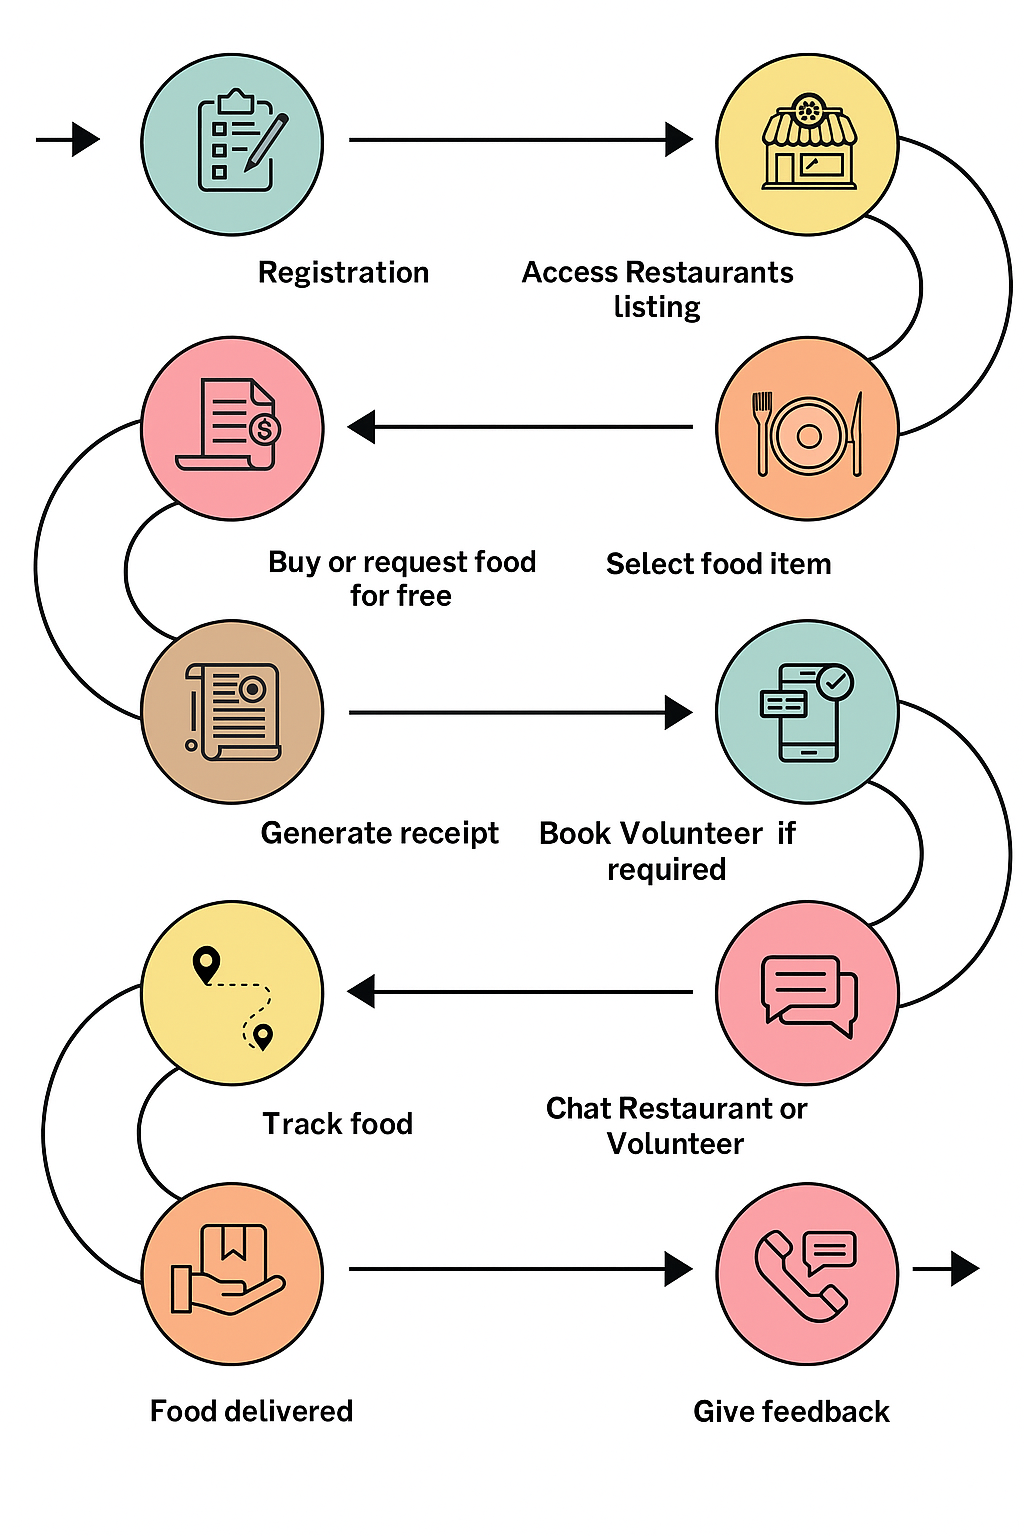 Registration
Access Restaurants
listing
Buy or request food
for free
Select food item
Generate receipt
Book Volunteer if
required
Track food
Chat Restaurant or
Volunteer
Food delivered
Give feedback